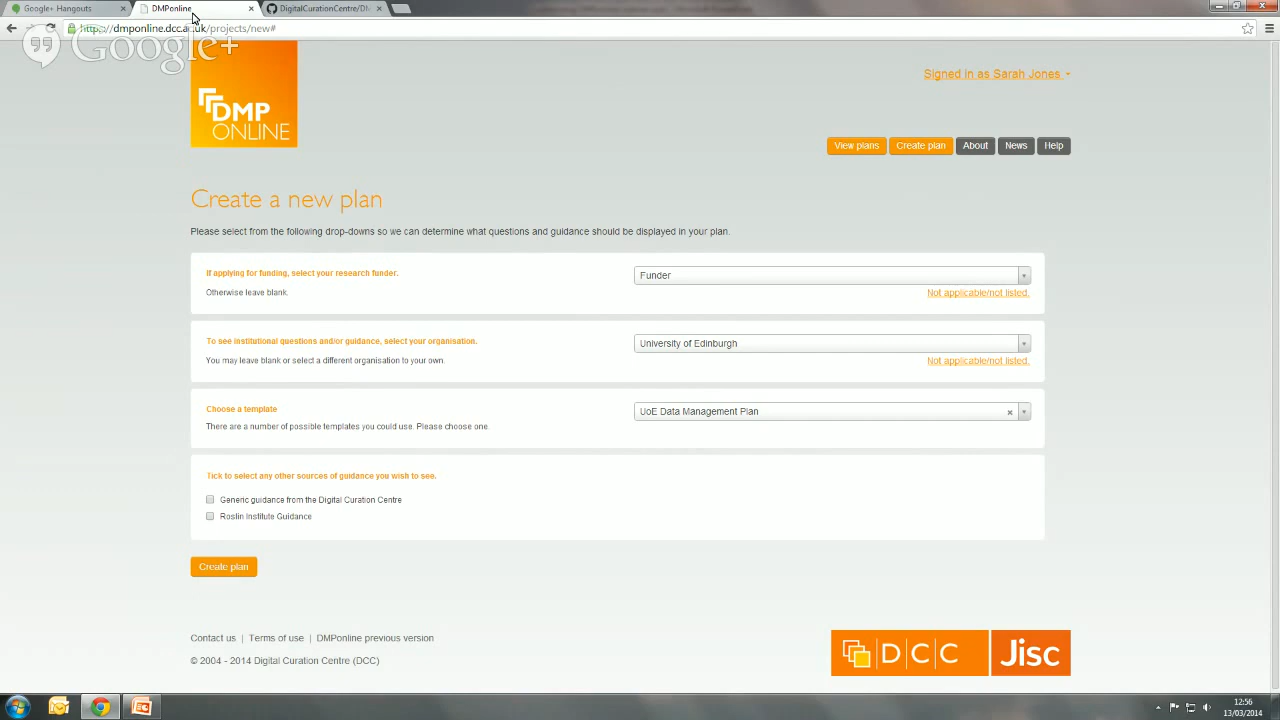 Google+ Hangouts
DMPonline
DigitalCurationCentre/DM
http://dmponline.dcc.ac.uk/projects/new#
Google+
DMP
ONLINE
Signed in as Sarah Jones
View plans
Create plan
About
News
Help
Create a new plan
Please select from the following drop-downs so we can determine what questions and guidance should be displayed in your plan.
If applying for funding, select your research funder.
Funder
Otherwise leave blank.
Not applicable/not listed.
To see institutional questions and/or guidance, select your organisation.
University of Edinburgh
You may leave blank or select a different organisation to your own.
Not applicable/not listed.
Choose a template
UoE Data Management Plan
There are a number of possible templates you could use. Please choose one.
Tick to select any other sources of guidance you wish to see.
Generic guidance from the Digital Curation Centre
Roslin Institute Guidance
Create plan
Contact us | Terms of use | DMPonline previous version
© 2004 - 2014 Digital Curation Centre (DCC)
DCC
Jisc
12:56
13/03/2014